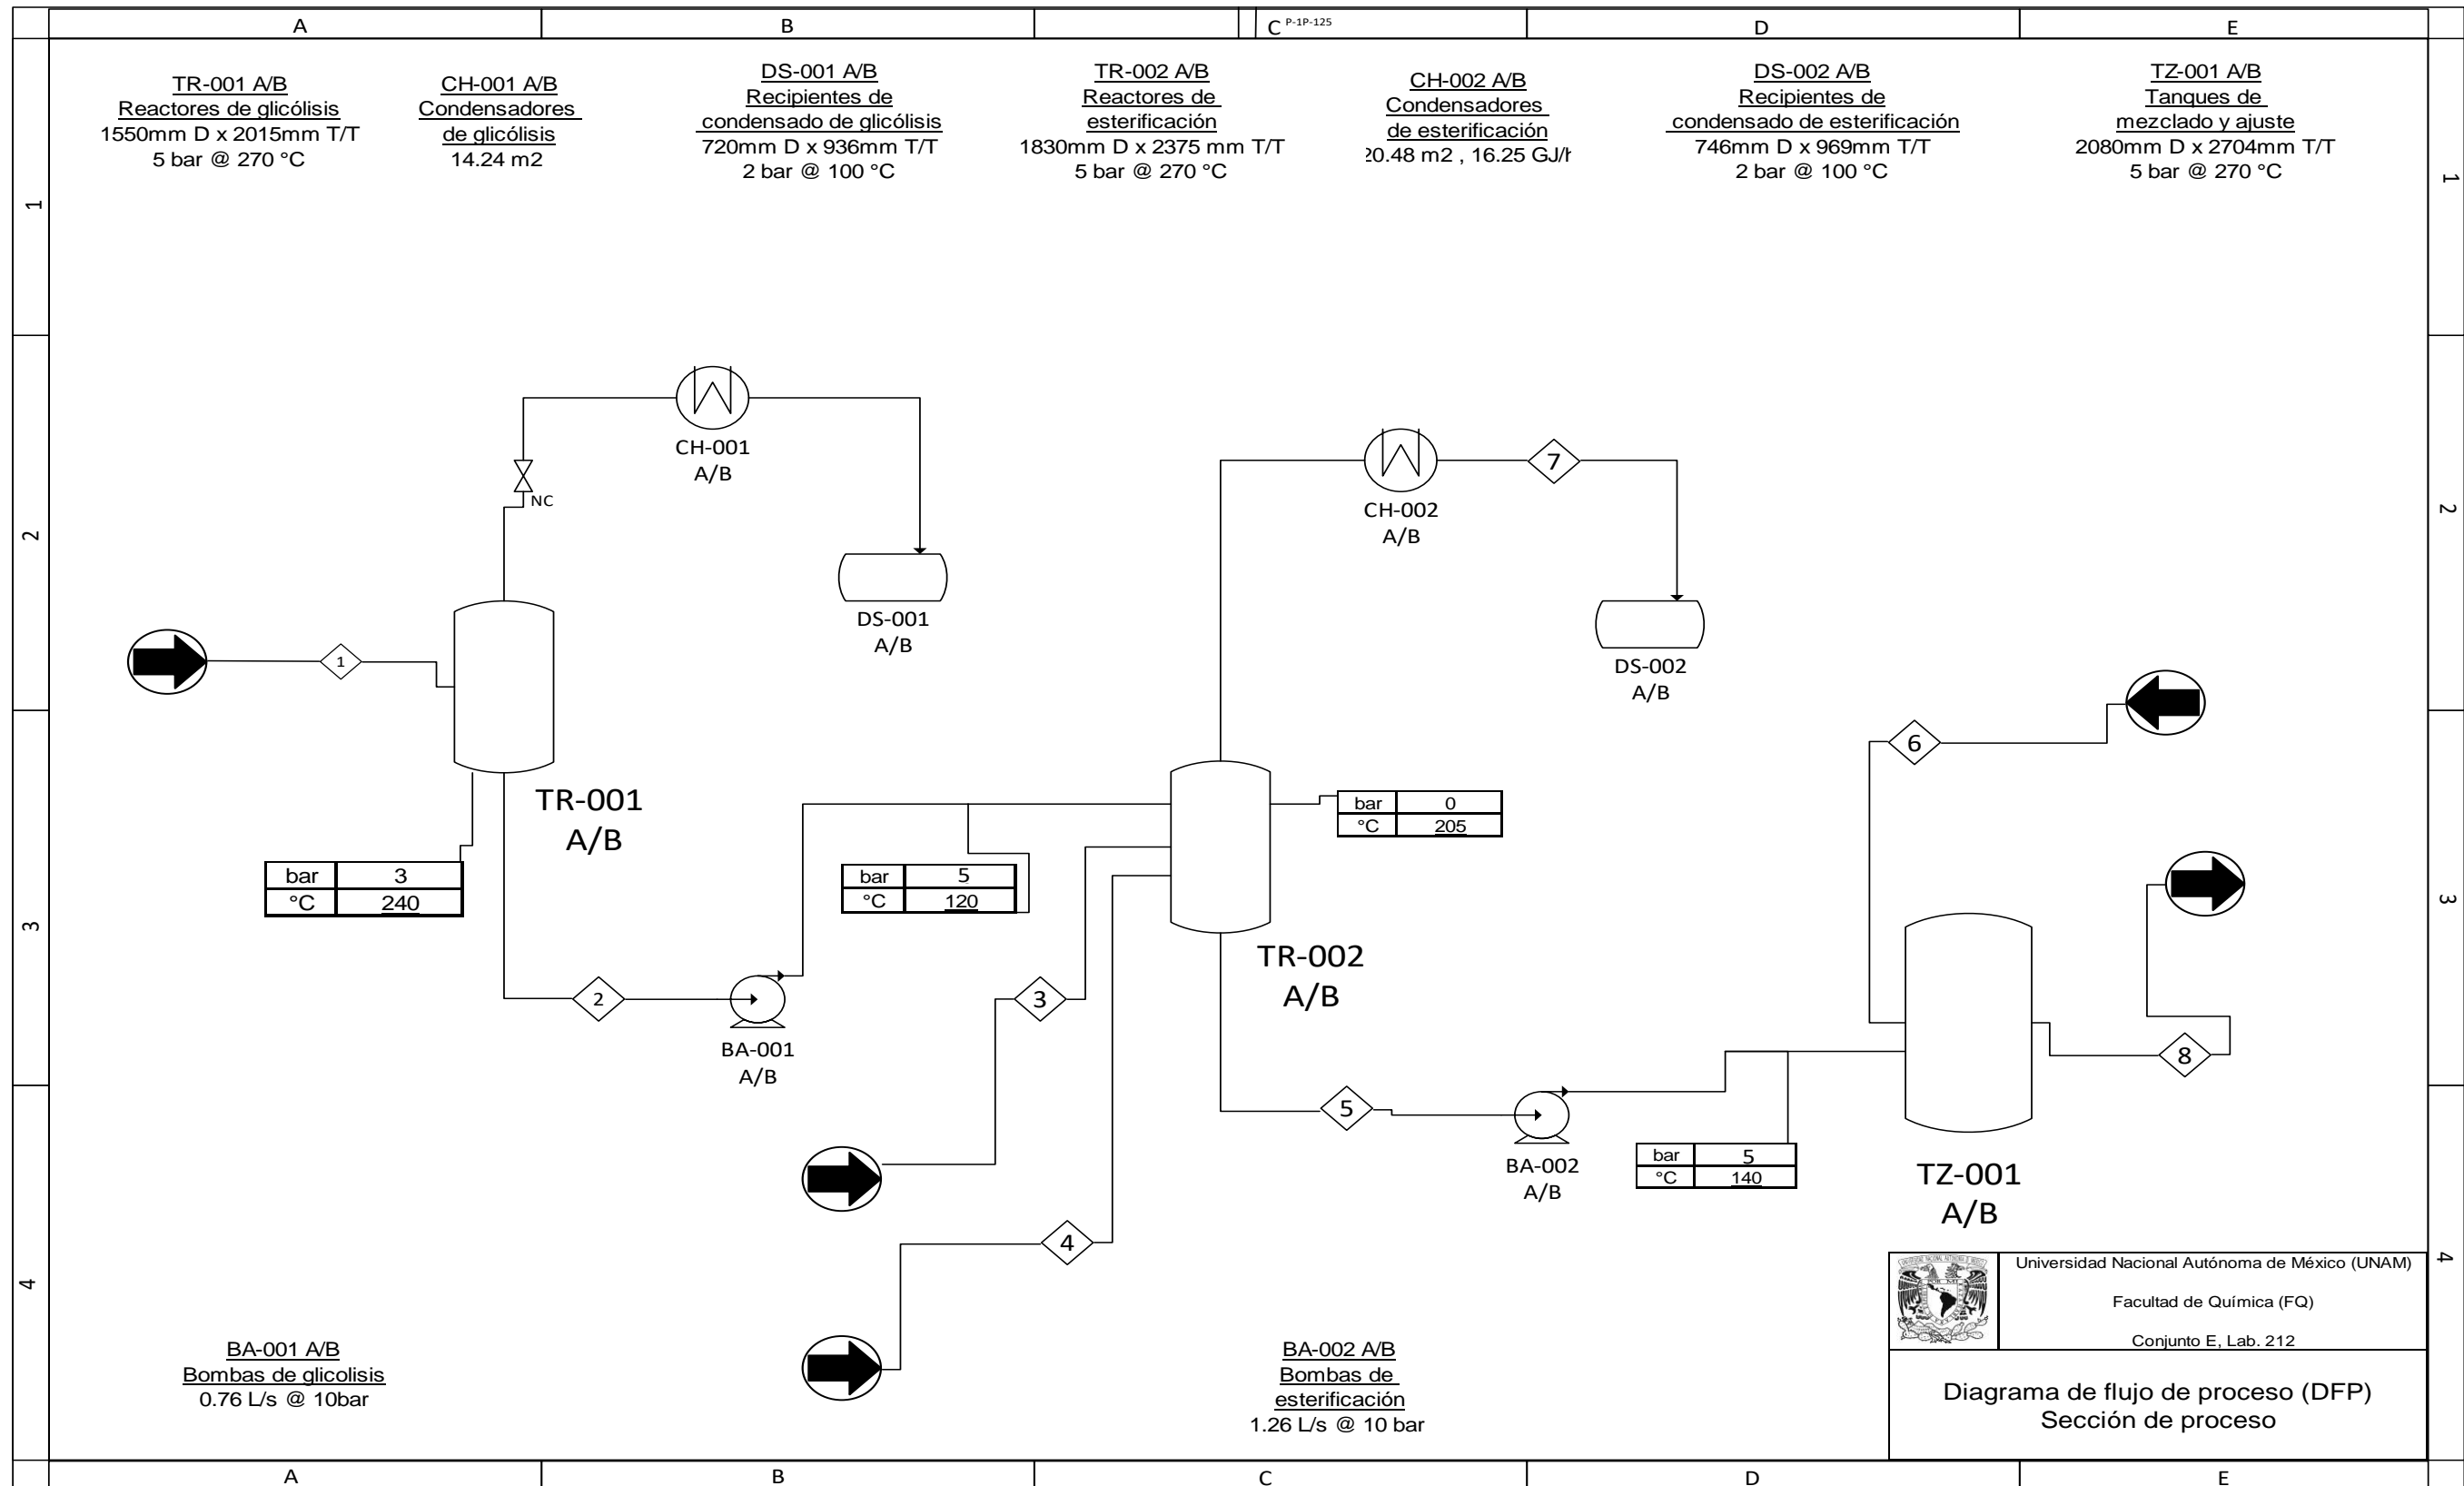 A
B
C P-1P-125
D
E
TR-001 A/B
Reactores de glicólisis
1550mm D x 2015mm T/T
5 bar @ 270 °C
CH-001 A/B
Condensadores
de glicólisis
14.24 m2
DS-001 A/B
Recipientes de
condensado de glicólisis
720mm D x 936mm T/T
2 bar @ 100 °C
TR-002 A/B
Reactores de
esterificación
1830mm D x 2375 mm T/T
5 bar @ 270 °C
CH-002 A/B
Condensadores
de esterificación
20.48 m2 , 16.25 GJ/h
DS-002 A/B
Recipientes de
condensado de esterificación
746mm D x 969mm T/T
2 bar @ 100 °C
TZ-001 A/B
Tanques de
mezclado y ajuste
2080mm D x 2704mm T/T
5 bar @ 270 °C
1
1
CH-001
A/B
NC
7
CH-002
A/B
2
2
DS-001
A/B
1
DS-002
A/B
6
TR-001
A/B
bar 0
°C 205
bar 3
°C 240
bar 5
°C 120
3
3
TR-002
A/B
2
3
BA-001
A/B
8
5
BA-002
A/B
bar 5
°C 140
TZ-001
A/B
4
4
4
Universidad Nacional Autónoma de México (UNAM)
Facultad de Química (FQ)
Conjunto E, Lab. 212
BA-001 A/B
Bombas de glicolisis
0.76 L/s @ 10bar
BA-002 A/B
Bombas de
esterificación
1.26 L/s @ 10 bar
Diagrama de flujo de proceso (DFP)
Sección de proceso
A
B
C
D
E